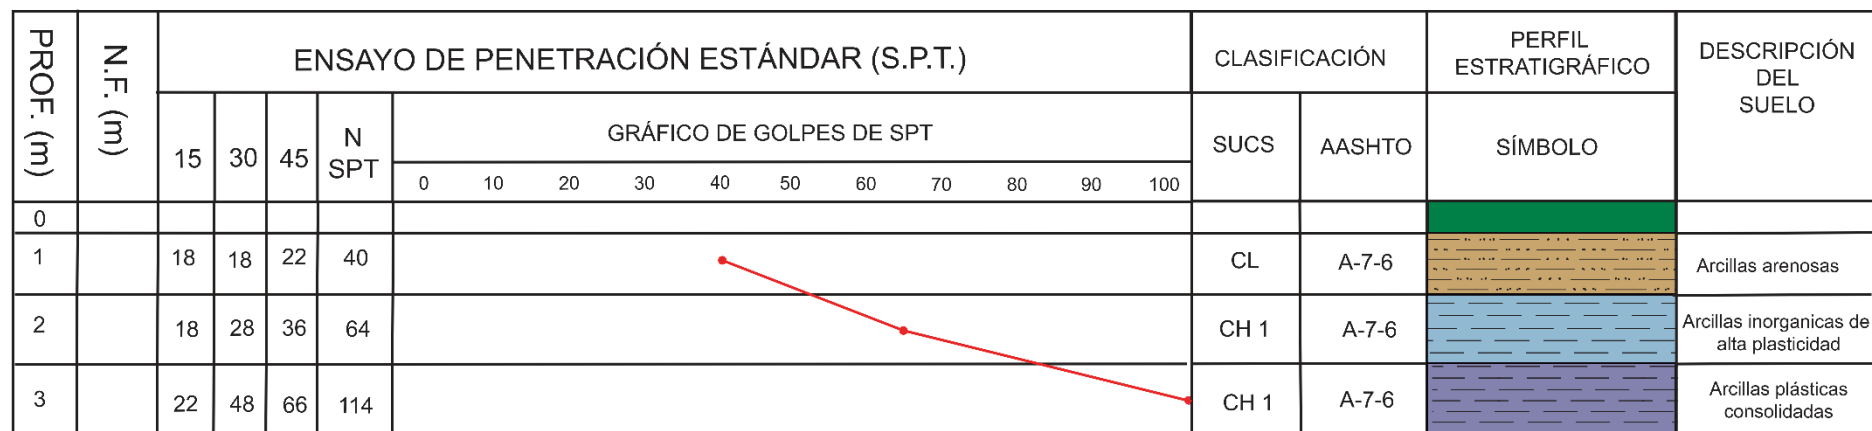 PROF. (m)
N.F. (m)
ENSAYO DE PENETRACIÓN ESTÁNDAR (S.P.T.)
CLASIFICACIÓN
PERFIL
ESTRATIGRÁFICO
DESCRIPCIÓN
DEL
SUELO
15 30 45 N
SPT
GRÁFICO DE GOLPES DE SPT
0 10 20 30 40 50 60 70 80 90 100
SUCS AASHTO SÍMBOLO
0
1 18 18 22 40 CL A-7-6 Arcillas arenosas
2 18 28 36 64 CH 1 A-7-6 Arcillas inorganicas de
alta plasticidad
3 22 48 66 114 CH 1 A-7-6 Arcillas plásticas
consolidadas